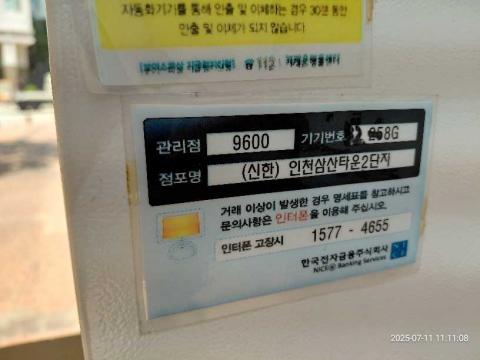 자동화기기를 통해 인출 및 이체하는 경우 30분 동안
인출 및 이체가 되지 않습니다
☎ 112
관리점 9600 기기번호 258G
점포명 (신한) 인천삼산타운2단지
거래 이상이 발생한 경우 명세표를 참고하시고
문의사항은 인터폰을 이용해 주십시오.
인터폰 고장시 1577 - 4655
한국전자금융주식회사
NICE Banking Services
2025-07-11 11:11:08